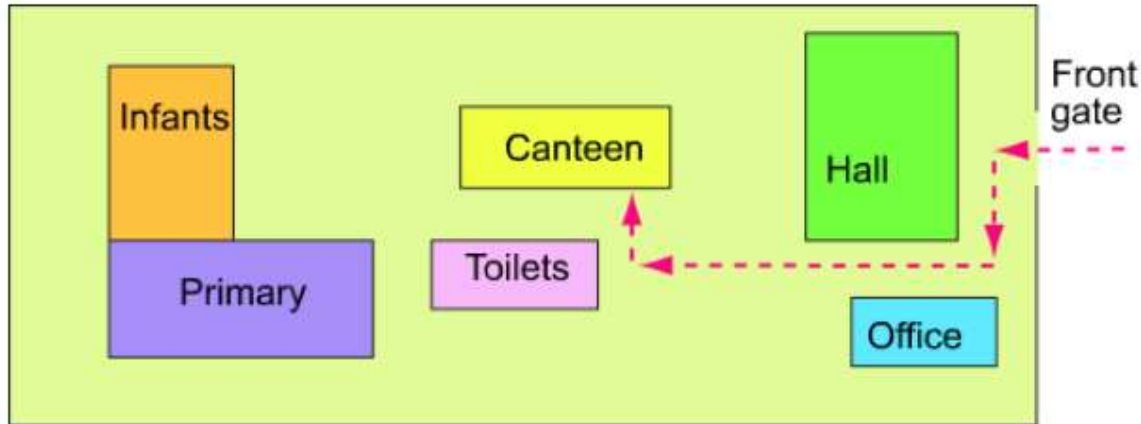 Front
gate
Infants
Canteen
Hall
Toilets
Primary
Office